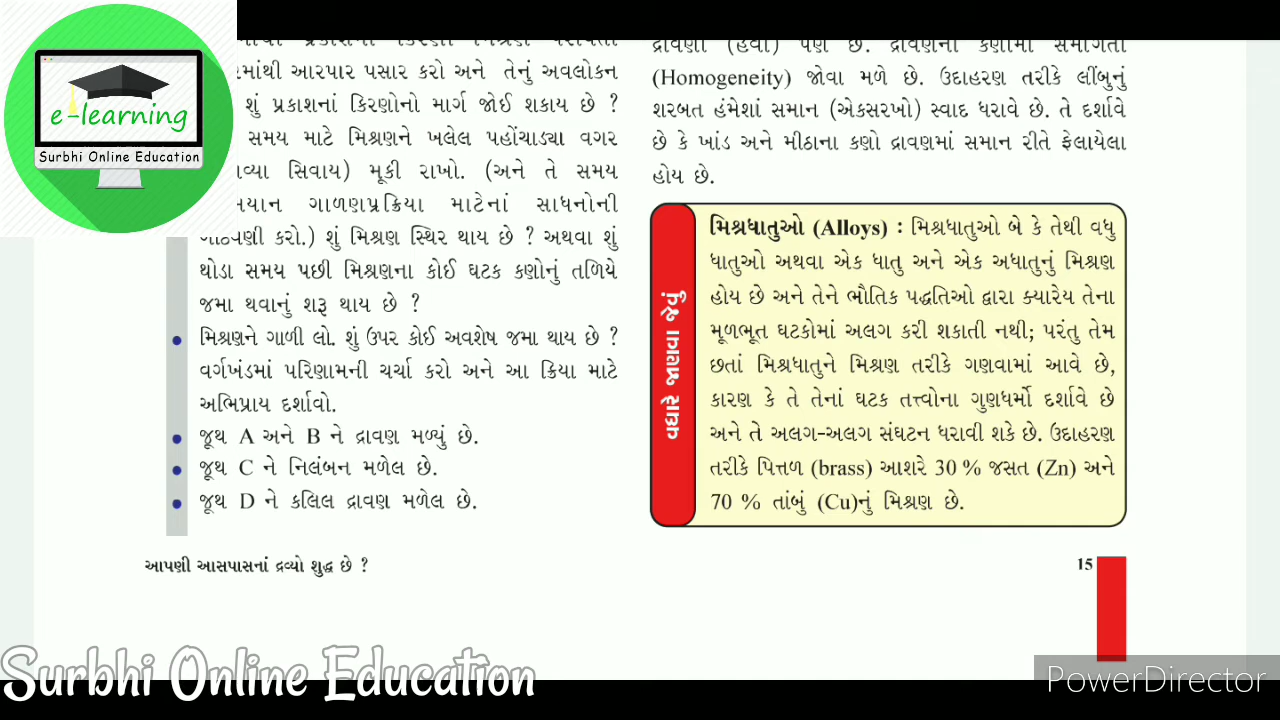 e-learning
Surbhi Online Education
માંથી આરપાર પસાર કરો અને તેનું અવલોકન
શું પ્રકાશનાં કિરણોનો માર્ગ જોઈ શકાય છે ?
સમય માટે મિશ્રણને ખલેલ પહોંચાડ્યા વગર
સિવાય) મૂકી રાખો. (અને તે સમય
ગાળણપ્રક્રિયા માટેનાં સાધનોની
કરો.) શું મિશ્રણ સ્થિર થાય છે ? અથવા શું
થોડા સમય પછી મિશ્રણના કોઈ ઘટક કણોનું તળિયે
જમા થવાનું શરૂ થાય છે ?
• મિશ્રણને ગાળી લો. શું ઉપર કોઈ અવશેષ જમા થાય છે ?
વર્ગખંડમાં પરિણામની ચર્ચા કરો અને આ ક્રિયા માટે
અભિપ્રાય દર્શાવો.
• જૂથ A અને B ને દ્રાવણ મળ્યું છે.
• જૂથ C ને નિલંબન મળેલ છે.
• જૂથ D ને કલિલ દ્રાવણ મળેલ છે.
દ્રાવણો (હવા) પણ છે. દ્રાવણના કણોમાં સમાંગતા
(Homogeneity) જોવા મળે છે. ઉદાહરણ તરીકે લીંબુનું
શરબત હંમેશાં સમાન (એકસરખો) સ્વાદ ધરાવે છે. તે દર્શાવે
છે કે ખાંડ અને મીઠાના કણો દ્રાવણમાં સમાન રીતે ફેલાયેલા
હોય છે.
વધારે જાણવા જેવું
મિશ્રધાતુઓ (Alloys) : મિશ્રધાતુઓ બે કે તેથી વધુ
ધાતુઓ અથવા એક ધાતુ અને એક અધાતુનું મિશ્રણ
હોય છે અને તેને ભૌતિક પદ્ધતિઓ દ્વારા ક્યારેય તેના
મૂળભૂત ઘટકોમાં અલગ કરી શકાતી નથી; પરંતુ તેમ
છતાં મિશ્રધાતુને મિશ્રણ તરીકે ગણવામાં આવે છે,
કારણ કે તે તેનાં ઘટક તત્ત્વોના ગુણધર્મો દર્શાવે છે
અને તે અલગ-અલગ સંઘટન ધરાવી શકે છે. ઉદાહરણ
તરીકે પિત્તળ (brass) આશરે 30 % જસત (Zn) અને
70 % તાંબું (Cu)નું મિશ્રણ છે.
આપણી આસપાસનાં દ્રવ્યો શુદ્ધ છે ?
15
Surbhi Online Education
PowerDirector